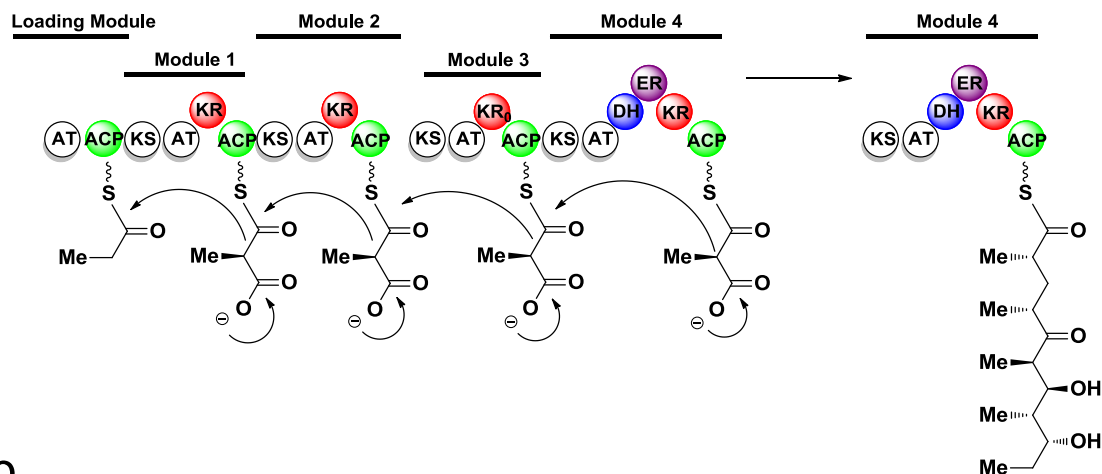 Loading Module
Module 2
Module 4
Module 4
Module 1
Module 3
ER
ER
KR
KR
KR₀
DH
KR
DH
KR
AT
ACP
KS
AT
ACP
KS
AT
ACP
KS
AT
ACP
KS
AT
ACP
KS
AT
ACP
S
S
S
S
S
S
O
O
O
O
O
O
Me
Me
Me
Me
Me
Me
O
O
O
O
O
O
O
O
⊖
⊖
⊖
⊖
Me
O
Me
OH
Me
OH
Me